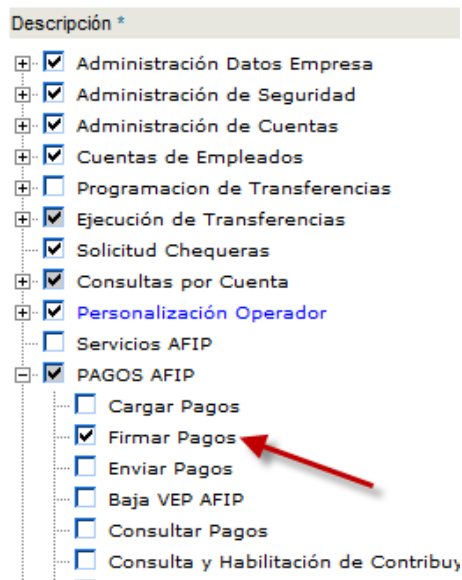 Descripción *
Administración Datos Empresa
Administración de Seguridad
Administración de Cuentas
Cuentas de Empleados
Programacion de Transferencias
Ejecución de Transferencias
Solicitud Chequeras
Consultas por Cuenta
Personalización Operador
Servicios AFIP
PAGOS AFIP
Cargar Pagos
Firmar Pagos
Enviar Pagos
Baja VEP AFIP
Consultar Pagos
Consulta y Habilitación de Contribuy